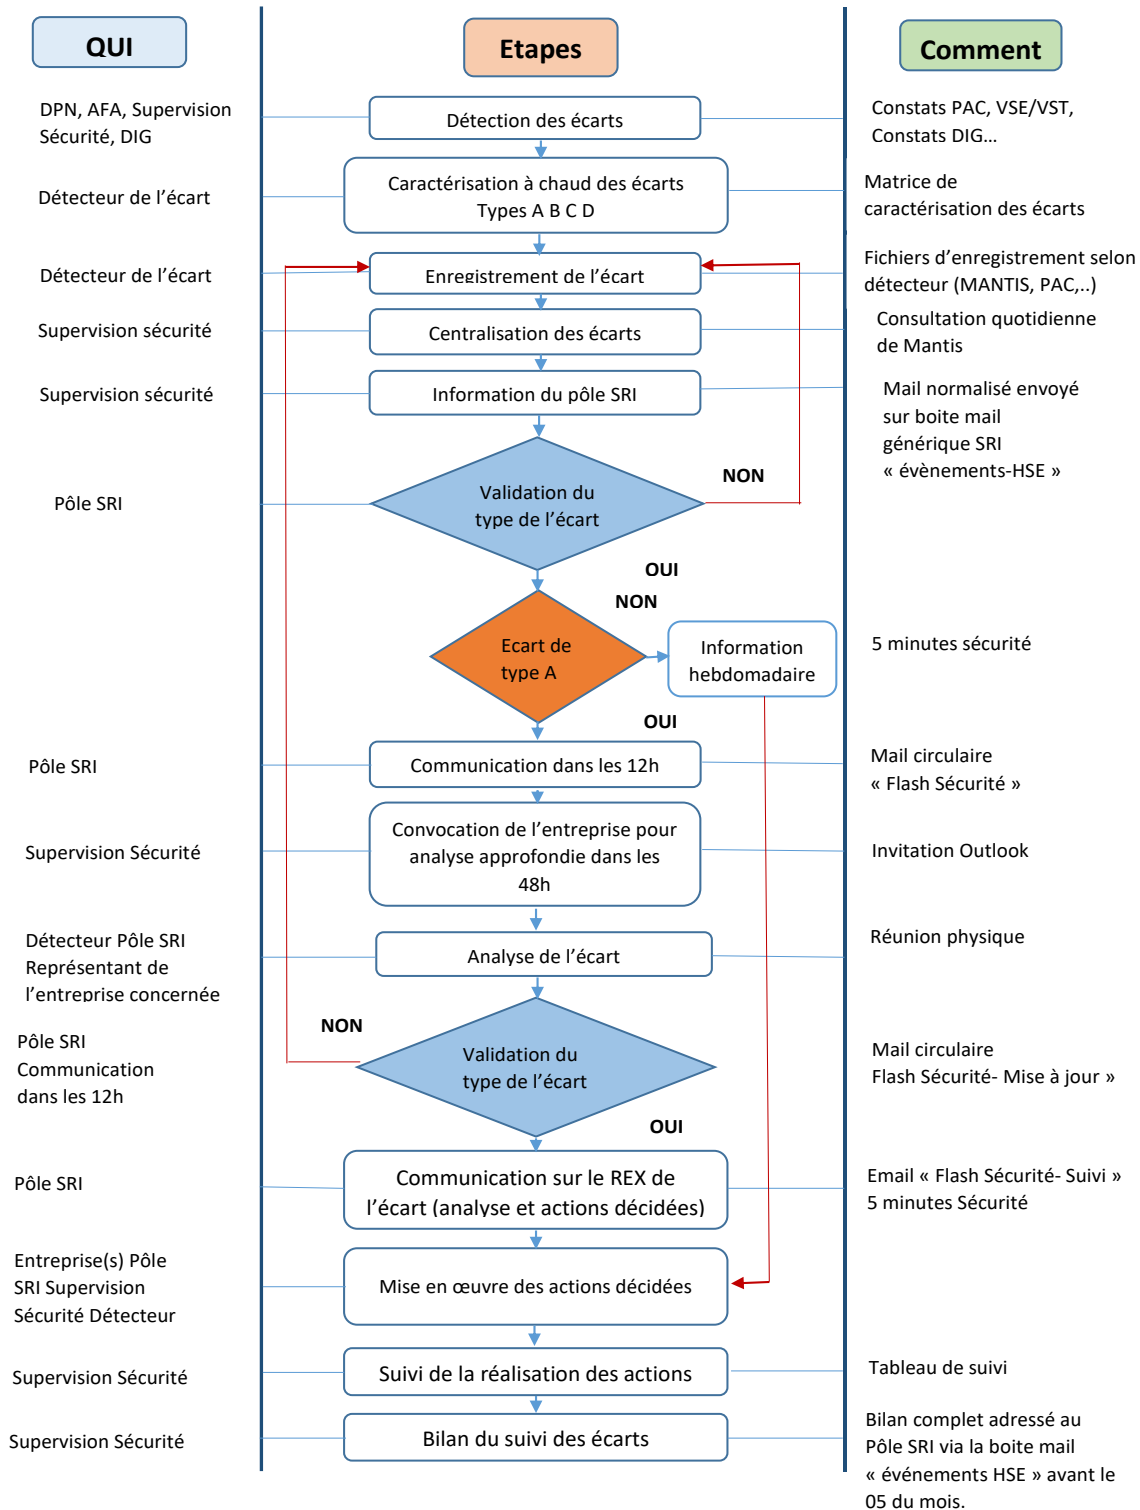 QUI
Etapes
Comment
DPN, AFA, Supervision
Sécurité, DIG
Détection des écarts
Constats PAC, VSE/VST,
Constats DIG…
Détecteur de l’écart
Caractérisation à chaud des écarts
Types A B C D
Matrice de
caractérisation des écarts
Détecteur de l’écart
Enregistrement de l’écart
Fichiers d’enregistrement selon
détecteur (MANTIS, PAC,..)
Supervision sécurité
Centralisation des écarts
Consultation quotidienne
de Mantis
Supervision sécurité
Information du pôle SRI
Mail normalisé envoyé
sur boite mail
générique SRI
« évènements-HSE »
Pôle SRI
Validation du
type de l’écart
NON
OUI
NON
Ecart de
type A
Information
hebdomadaire
5 minutes sécurité
OUI
Pôle SRI
Communication dans les 12h
Mail circulaire
« Flash Sécurité »
Supervision Sécurité
Convocation de l’entreprise pour
analyse approfondie dans les
48h
Invitation Outlook
Détecteur Pôle SRI
Représentant de
l’entreprise concernée
Analyse de l’écart
Réunion physique
NON
Pôle SRI
Communication
dans les 12h
Validation du
type de l’écart
Mail circulaire
Flash Sécurité- Mise à jour »
OUI
Pôle SRI
Communication sur le REX de
l’écart (analyse et actions décidées)
Email « Flash Sécurité- Suivi »
5 minutes Sécurité
Entreprise(s) Pôle
SRI Supervision
Sécurité Détecteur
Mise en œuvre des actions décidées
Supervision Sécurité
Suivi de la réalisation des actions
Tableau de suivi
Supervision Sécurité
Bilan du suivi des écarts
Bilan complet adressé au
Pôle SRI via la boite mail
« événements HSE » avant le
05 du mois.